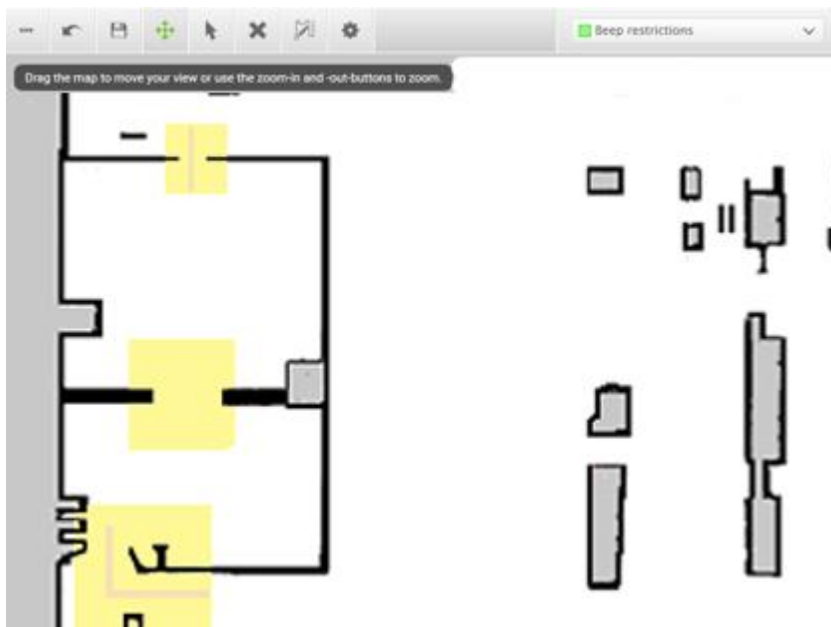 Beep restrictions
Drag the map to move your view or use the zoom-in and -out-buttons to zoom.